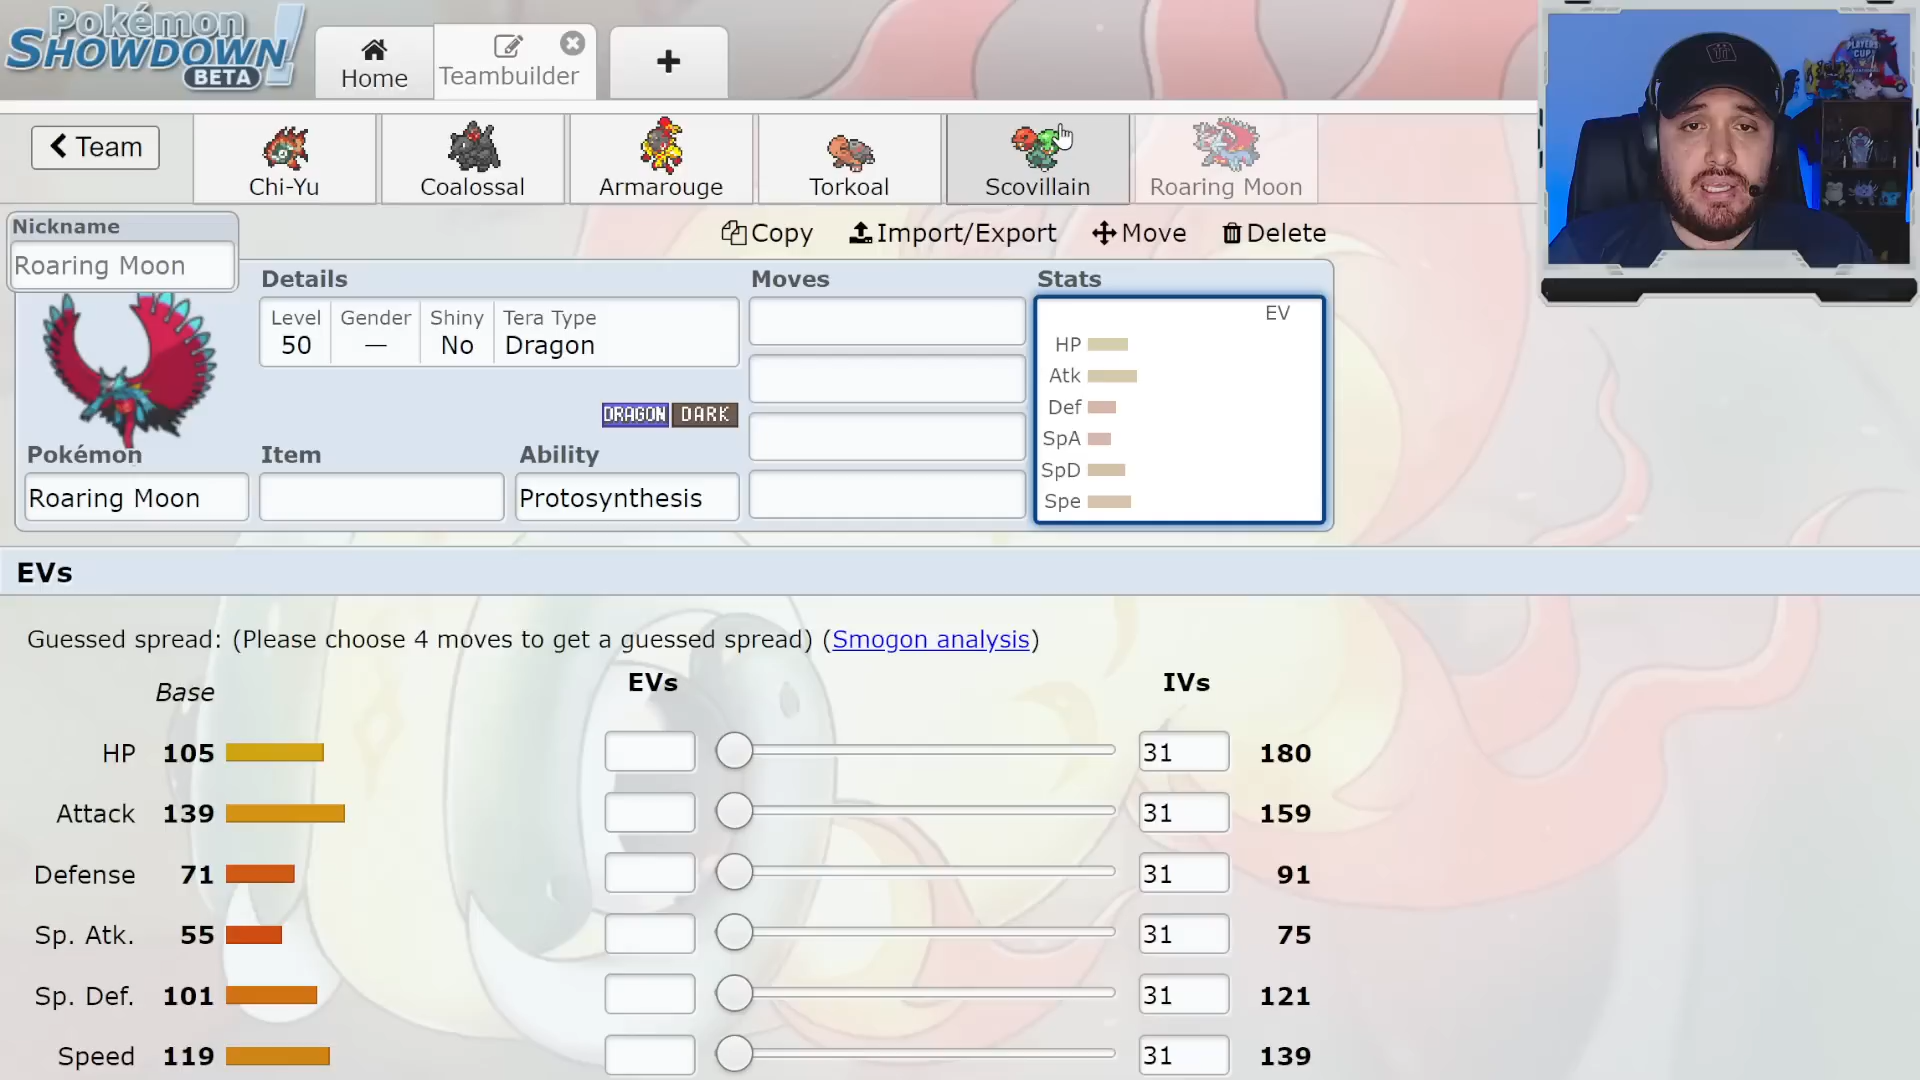 Pokémon
SHOWDOWN!
BETA
Home
Teambuilder
Team
Chi-Yu
Coalossal
Armarouge
Torkoal
Scovillain
Roaring Moon
Copy
Import/Export
Move
Delete
Nickname
Roaring Moon
Details
Moves
Stats
Level
50
Gender
—
Shiny
No
Tera Type
Dragon
DRAGON DARK
EV
HP
Atk
Def
SpA
SpD
Spe
Pokémon
Item
Ability
Roaring Moon
Protosynthesis
EVs
Guessed spread: (Please choose 4 moves to get a guessed spread) (Smogon analysis)
Base EVs IVs
HP 105 31 180
Attack 139 31 159
Defense 71 31 91
Sp. Atk. 55 31 75
Sp. Def. 101 31 121
Speed 119 31 139
PLAYERS
CUP